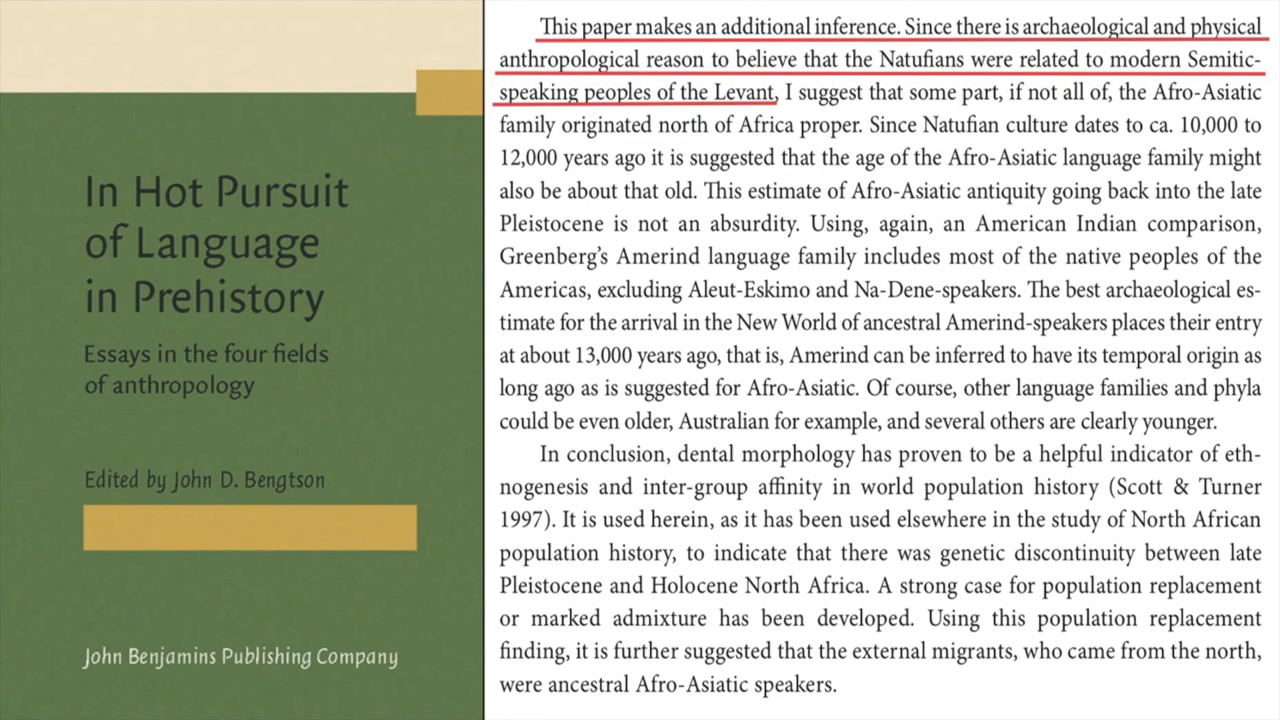 In Hot Pursuit
of Language
in Prehistory
Essays in the four fields
of anthropology
Edited by John D. Bengtson
John Benjamins Publishing Company
This paper makes an additional inference. Since there is archaeological and physical
anthropological reason to believe that the Natufians were related to modern Semitic-
speaking peoples of the Levant, I suggest that some part, if not all of, the Afro-Asiatic
family originated north of Africa proper. Since Natufian culture dates to ca. 10,000 to
12,000 years ago it is suggested that the age of the Afro-Asiatic language family might
also be about that old. This estimate of Afro-Asiatic antiquity going back into the late
Pleistocene is not an absurdity. Using, again, an American Indian comparison,
Greenberg’s Amerind language family includes most of the native peoples of the
Americas, excluding Aleut-Eskimo and Na-Dene-speakers. The best archaeological es-
timate for the arrival in the New World of ancestral Amerind-speakers places their entry
at about 13,000 years ago, that is, Amerind can be inferred to have its temporal origin as
long ago as is suggested for Afro-Asiatic. Of course, other language families and phyla
could be even older, Australian for example, and several others are clearly younger.
In conclusion, dental morphology has proven to be a helpful indicator of eth-
nogenesis and inter-group affinity in world population history (Scott & Turner
1997). It is used herein, as it has been used elsewhere in the study of North African
population history, to indicate that there was genetic discontinuity between late
Pleistocene and Holocene North Africa. A strong case for population replacement
or marked admixture has been developed. Using this population replacement
finding, it is further suggested that the external migrants, who came from the north,
were ancestral Afro-Asiatic speakers.